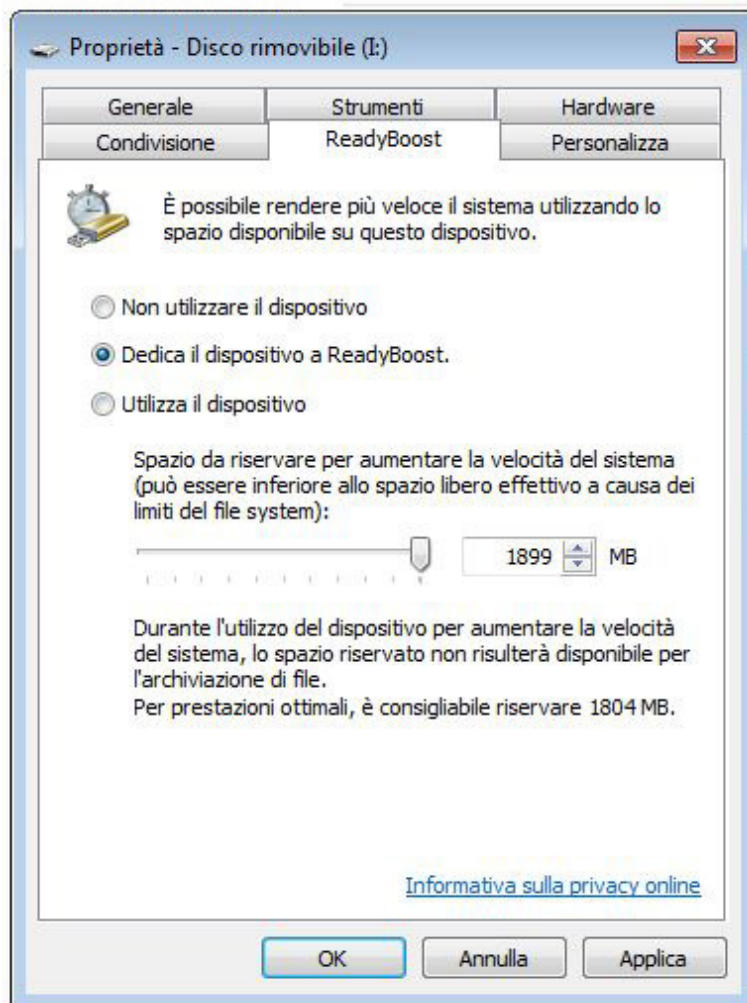 Proprietà - Disco rimovibile (I:)
Generale Strumenti Hardware
Condivisione ReadyBoost Personalizza
È possibile rendere più veloce il sistema utilizzando lo
spazio disponibile su questo dispositivo.
Non utilizzare il dispositivo
Dedica il dispositivo a ReadyBoost.
Utilizza il dispositivo
Spazio da riservare per aumentare la velocità del sistema
(può essere inferiore allo spazio libero effettivo a causa dei
limiti del file system):
1899 MB
Durante l'utilizzo del dispositivo per aumentare la velocità
del sistema, lo spazio riservato non risulterà disponibile per
l'archiviazione di file.
Per prestazioni ottimali, è consigliabile riservare 1804 MB.
Informativa sulla privacy online
OK Annulla Applica